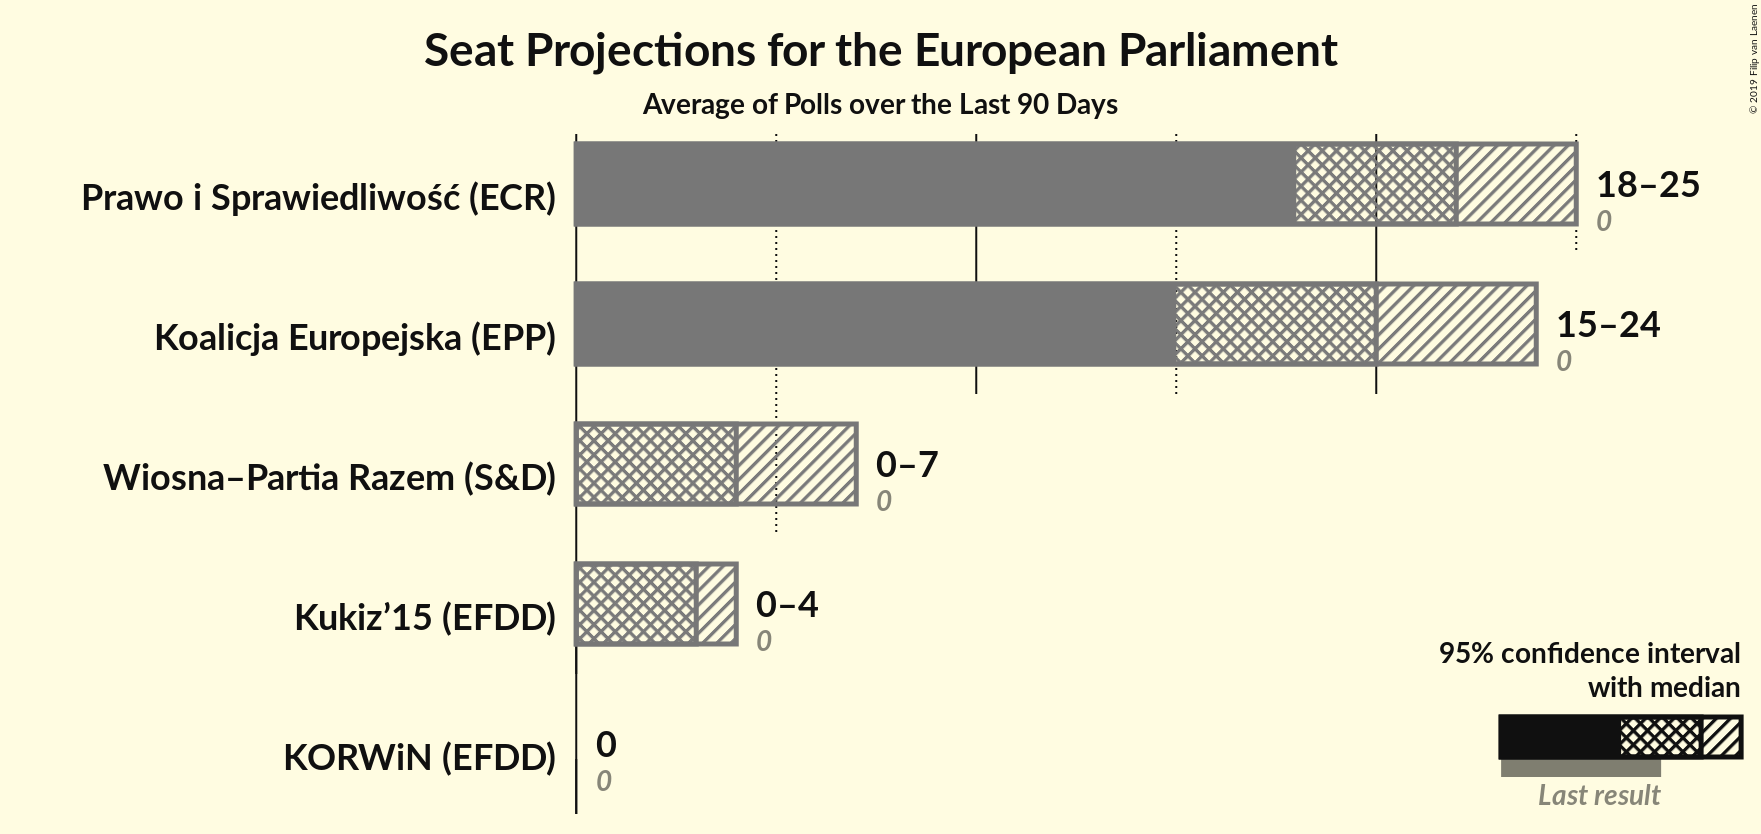 Seat Projections for the European Parliament
Average of Polls over the Last 90 Days
© 2019 Filip van Laenen
Prawo i Sprawiedliwość (ECR)
18–25
0
Koalicja Europejska (EPP)
15–24
0
Wiosna–Partia Razem (S&D)
0–7
0
Kukiz’15 (EFDD)
0–4
0
KORWiN (EFDD)
0
0
95% confidence interval
with median
Last result